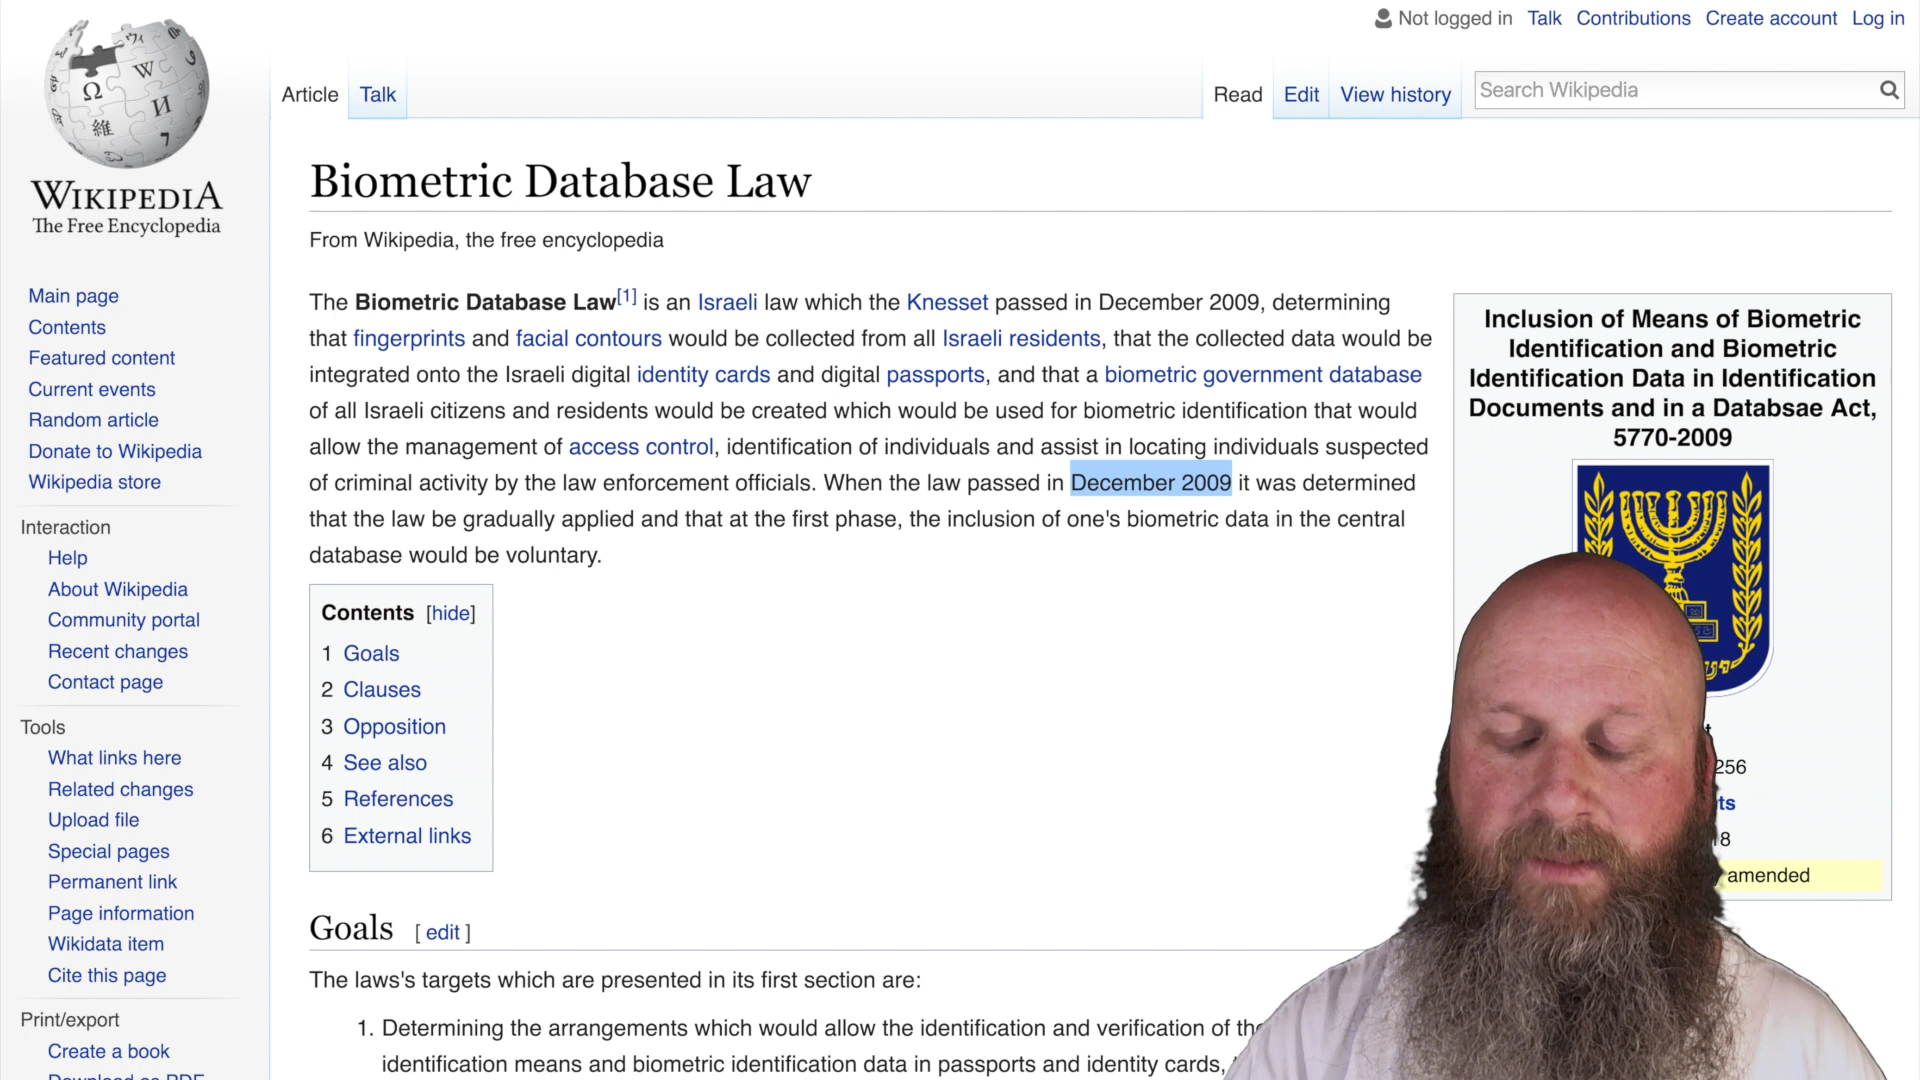 Not logged in Talk Contributions Create account Log in
Article Talk Read Edit View history Search Wikipedia
WIKIPEDIA
The Free Encyclopedia
Main page
Contents
Featured content
Current events
Random article
Donate to Wikipedia
Wikipedia store
Interaction
Help
About Wikipedia
Community portal
Recent changes
Contact page
Tools
What links here
Related changes
Upload file
Special pages
Permanent link
Page information
Wikidata item
Cite this page
Print/export
Create a book
Download as PDF
Biometric Database Law
From Wikipedia, the free encyclopedia
The Biometric Database Law[1] is an Israeli law which the Knesset passed in December 2009, determining
that fingerprints and facial contours would be collected from all Israeli residents, that the collected data would be
integrated onto the Israeli digital identity cards and digital passports, and that a biometric government database
of all Israeli citizens and residents would be created which would be used for biometric identification that would
allow the management of access control, identification of individuals and assist in locating individuals suspected
of criminal activity by the law enforcement officials. When the law passed in December 2009 it was determined
that the law be gradually applied and that at the first phase, the inclusion of one's biometric data in the central
database would be voluntary.
Contents [hide]
1 Goals
2 Clauses
3 Opposition
4 See also
5 References
6 External links
Goals [ edit ]
The laws's targets which are presented in its first section are:
1. Determining the arrangements which would allow the identification and verification of the
identification means and biometric identification data in passports and identity cards,
Inclusion of Means of Biometric
Identification and Biometric
Identification Data in Identification
Documents and in a Databsae Act,
5770-2009
256
amended